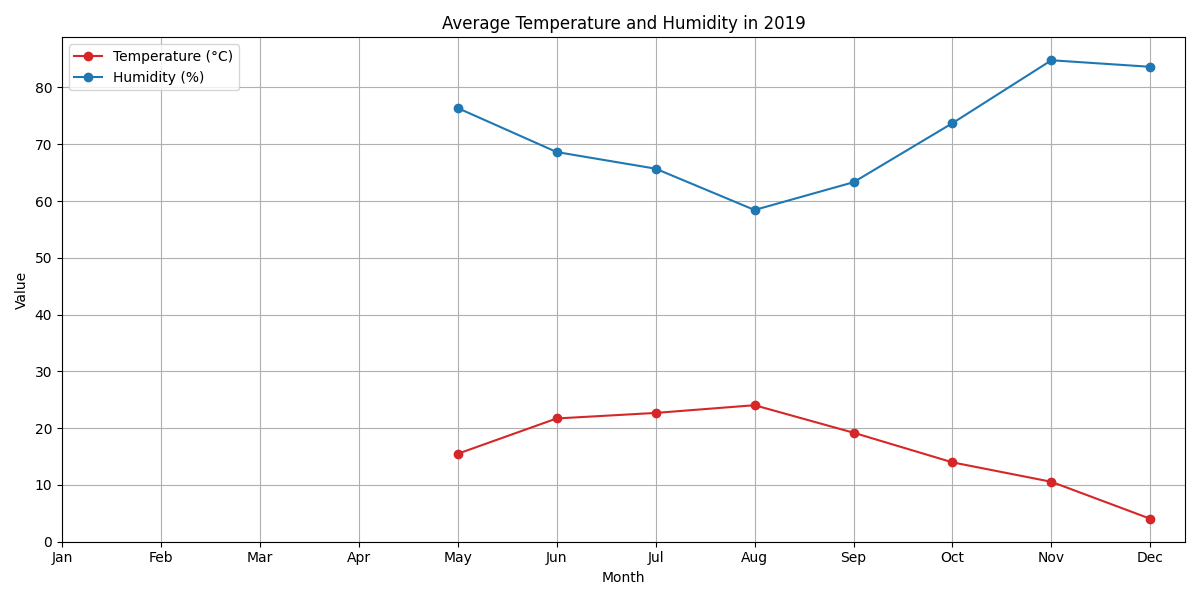 Average Temperature and Humidity in 2019
Temperature (°C)
Humidity (%)
Value
80
70
60
50
40
30
20
10
0
Jan Feb Mar Apr May Jun Jul Aug Sep Oct Nov Dec
Month